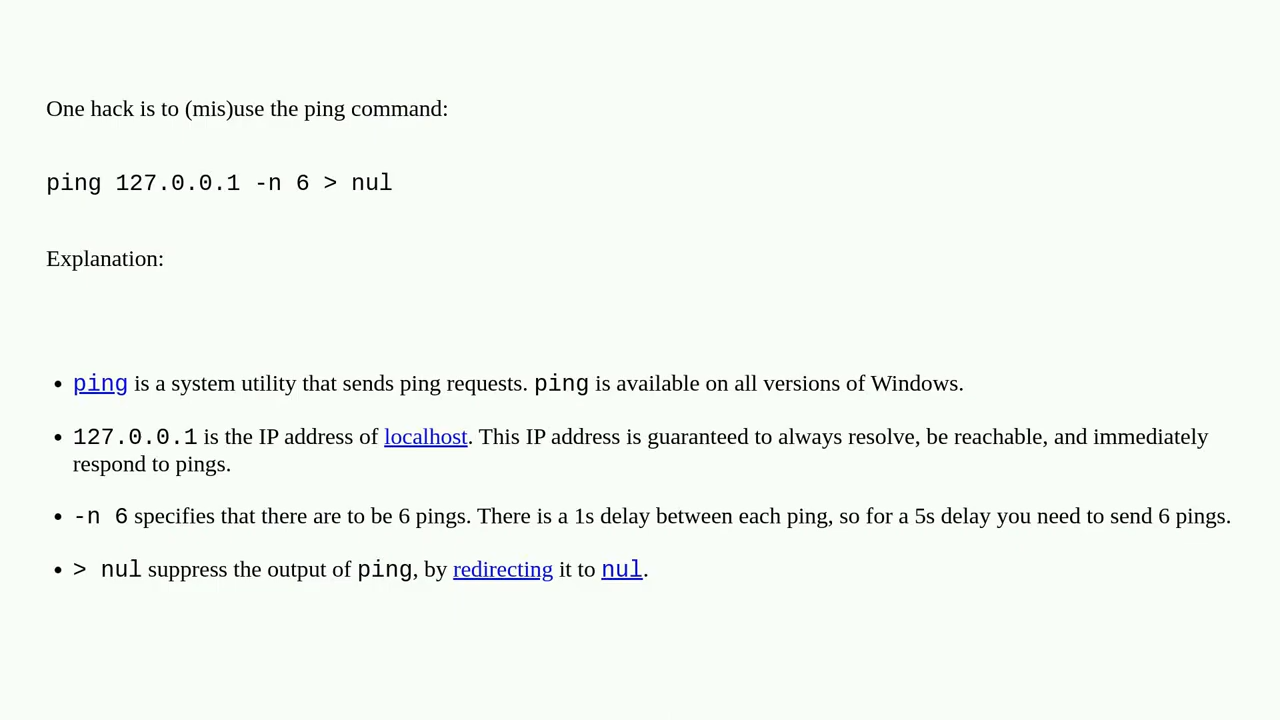 One hack is to (mis)use the ping command:
ping 127.0.0.1 -n 6 > nul
Explanation:
• ping is a system utility that sends ping requests. ping is available on all versions of Windows.
• 127.0.0.1 is the IP address of localhost. This IP address is guaranteed to always resolve, be reachable, and immediately
respond to pings.
• -n 6 specifies that there are to be 6 pings. There is a 1s delay between each ping, so for a 5s delay you need to send 6 pings.
• > nul suppress the output of ping, by redirecting it to nul.